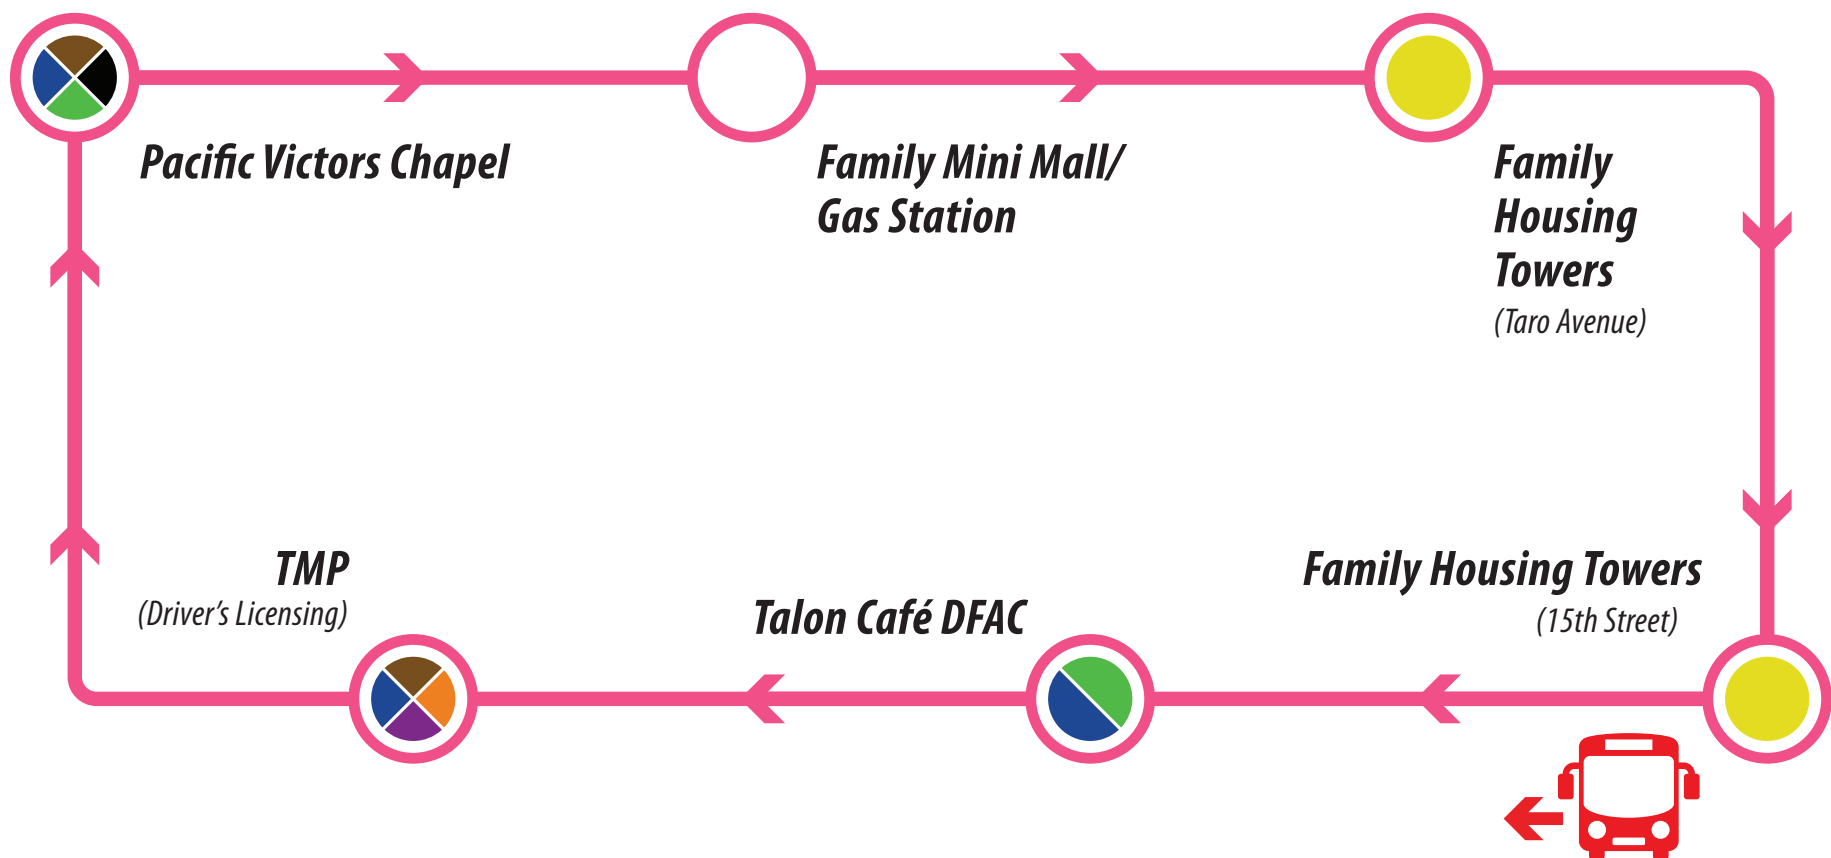 Pacific Victors Chapel
Family Mini Mall/
Gas Station
Family
Housing
Towers
(Taro Avenue)
TMP
(Driver's Licensing)
Talon Café DFAC
Family Housing Towers
(15th Street)